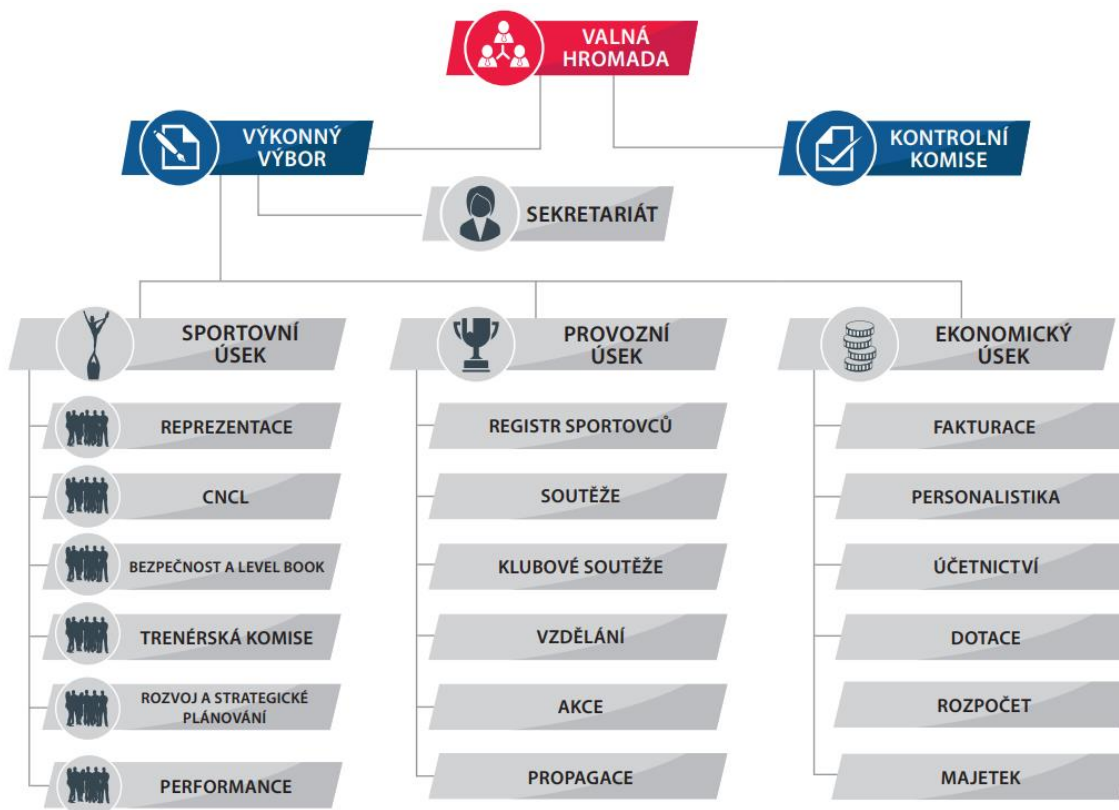 VALNÁ
HROMADA
VÝKONNÝ
VÝBOR
KONTROLNÍ
KOMISE
SEKRETARIÁT
SPORTOVNÍ
ÚSEK
REPREZENTACE
CNCL
BEZPEČNOST A LEVEL BOOK
TRENÉRSKÁ KOMISE
ROZVOJ A STRATEGICKÉ
PLÁNOVÁNÍ
PERFORMANCE
PROVOZNÍ
ÚSEK
REGISTR SPORTOVCŮ
SOUTĚŽE
KLUBOVÉ SOUTĚŽE
VZDĚLÁNÍ
AKCE
PROPAGACE
EKONOMICKÝ
ÚSEK
FAKTURACE
PERSONALISTIKA
ÚČETNICTVÍ
DOTACE
ROZPOČET
MAJETEK